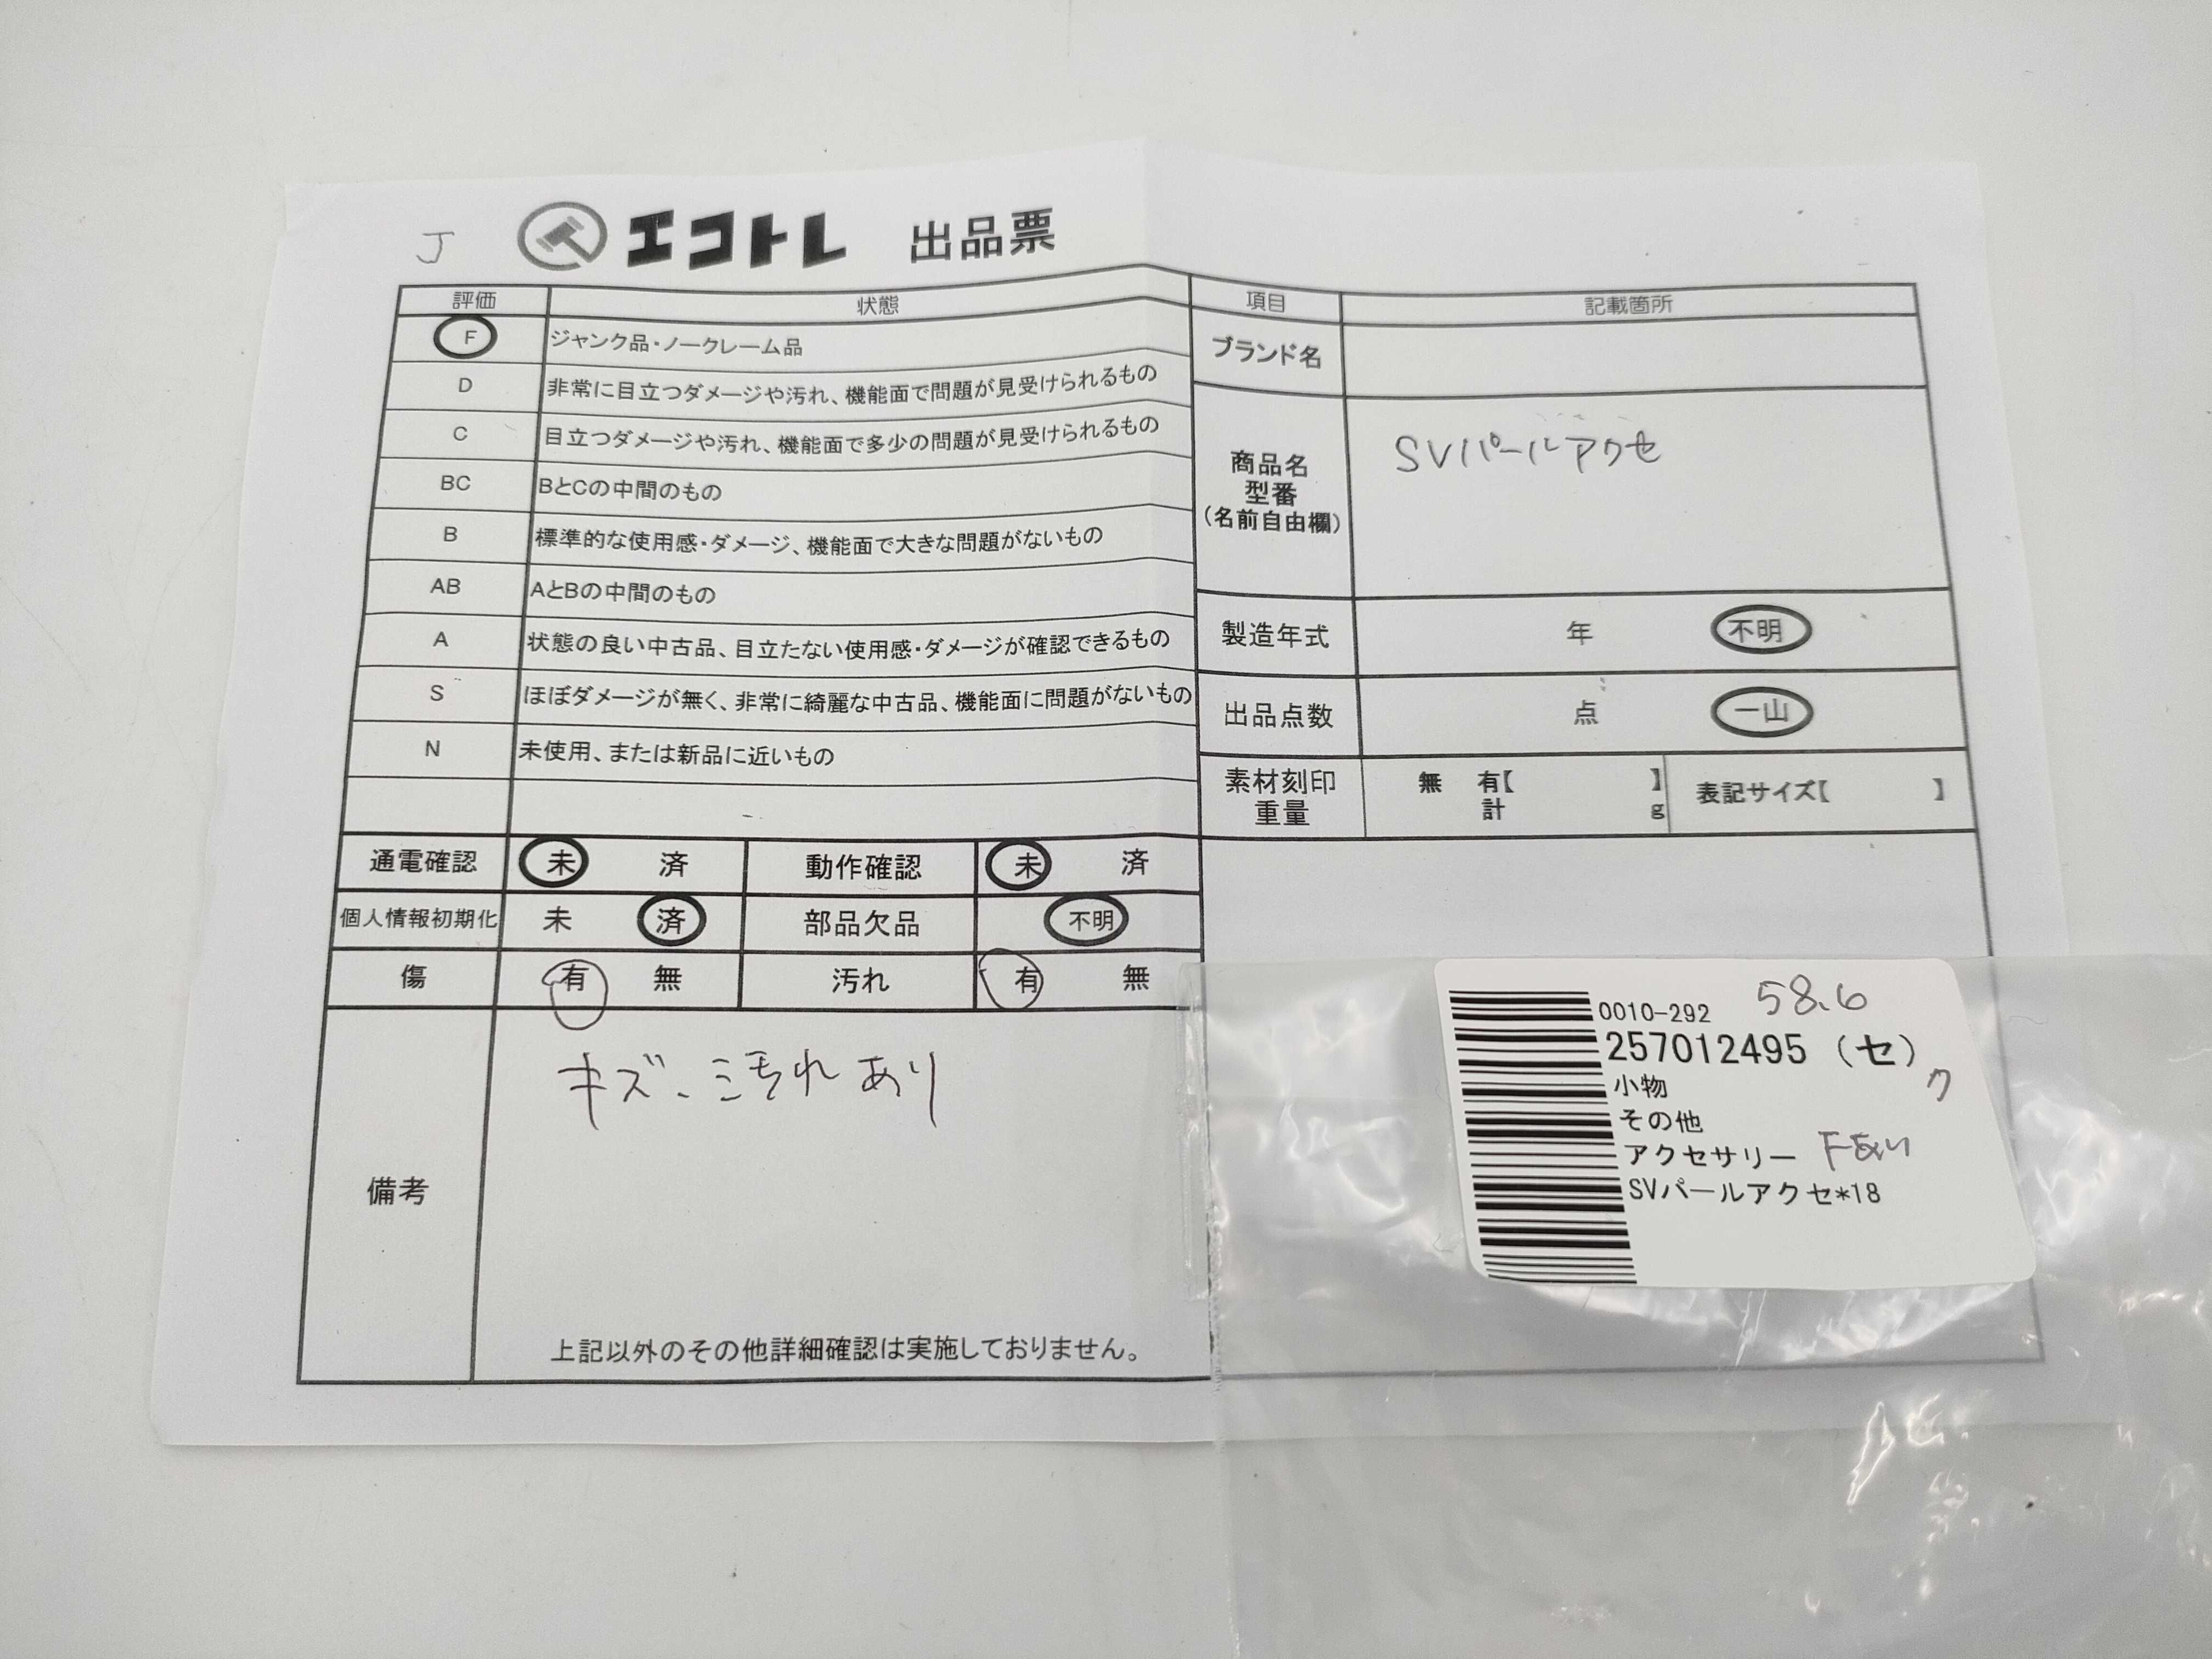 J エコトレ 出品票
評価 状態
F ジャンク品・ノークレーム品
D 非常に目立つダメージや汚れ、機能面で問題が見受けられるもの
C 目立つダメージや汚れ、機能面で多少の問題が見受けられるもの
BC BとCの中間のもの
B 標準的な使用感・ダメージ、機能面で大きな問題がないもの
AB AとBの中間のもの
A 状態の良い中古品、目立たない使用感・ダメージが確認できるもの
S ほぼダメージが無く、非常に綺麗な中古品、機能面に問題がないもの
N 未使用、または新品に近いもの
通電確認 未 済 動作確認 未 済
個人情報初期化 未 済 部品欠品 不明
傷 有 無 汚れ 有 無
備考 キズ、汚れあり
上記以外のその他詳細確認は実施しておりません。
項目 記載箇所
ブランド名
商品名
型番
(名前自由欄)
SVパールアクセ
製造年式 年 不明
出品点数 点 一山
素材刻印 無 有【 】 表記サイズ【 】
重量 計 g
0010-292 58.6
257012495 (セ)
ク
小物
その他
アクセサリー
SVパールアクセ*18